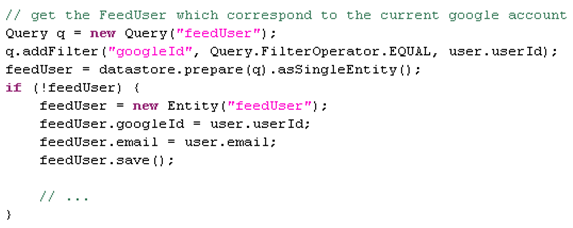 // get the FeedUser which correspond to the current google account
Query q = new Query("feedUser");
q.addFilter("googleId", Query.FilterOperator.EQUAL, user.userId);
feedUser = datastore.prepare(q).asSingleEntity();
if (!feedUser) {
    feedUser = new Entity("feedUser");
    feedUser.googleId = user.userId;
    feedUser.email = user.email;
    feedUser.save();

    // ...
}